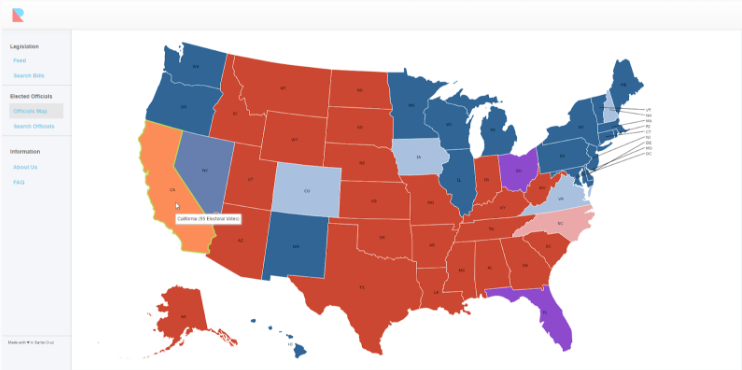 Legislation
Feed
Search Bills
Elected Officials
Officials Map
Search Officials
Information
About Us
FAQ
Made with ♥ in Santa Cruz
WA
OR
CA
NV
ID
MT
WY
UT
AZ
CO
NM
ND
SD
NE
KS
OK
TX
MN
IA
MO
AR
LA
WI
IL
MI
IN
OH
KY
TN
MS
AL
GA
FL
SC
NC
VA
WV
PA
NY
ME
VT
NH
MA
RI
CT
NJ
DE
MD
DC
AK
HI
California (55 Electoral Votes)